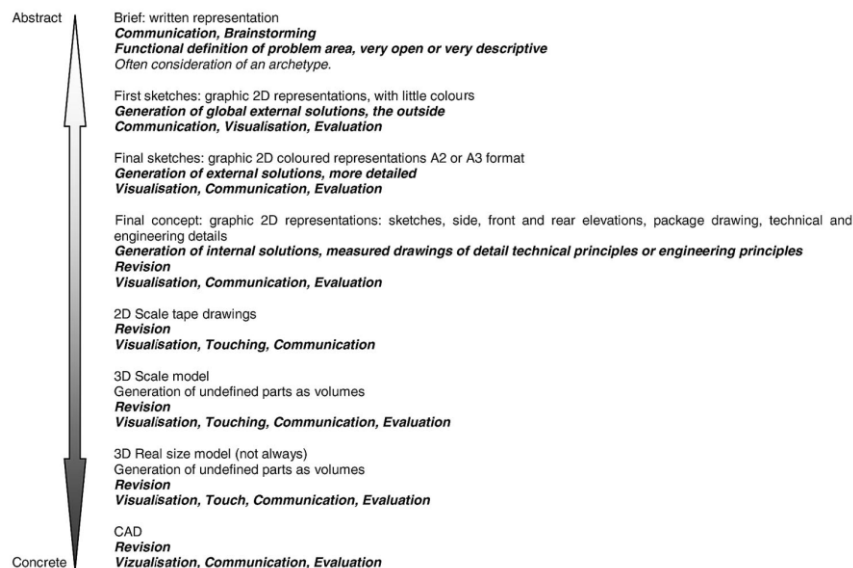 Abstract
Brief: written representation
Communication, Brainstorming
Functional definition of problem area, very open or very descriptive
Often consideration of an archetype.
First sketches: graphic 2D representations, with little colours
Generation of global external solutions, the outside
Communication, Visualisation, Evaluation
Final sketches: graphic 2D coloured representations A2 or A3 format
Generation of external solutions, more detailed
Visualisation, Communication, Evaluation
Final concept: graphic 2D representations: sketches, side, front and rear elevations, package drawing, technical and
engineering details
Generation of internal solutions, measured drawings of detail technical principles or engineering principles
Revision
Visualisation, Communication, Evaluation
2D Scale tape drawings
Revision
Visualisation, Touching, Communication
3D Scale model
Generation of undefined parts as volumes
Revision
Visualisation, Touching, Communication, Evaluation
3D Real size model (not always)
Generation of undefined parts as volumes
Revision
Visualisation, Touch, Communication, Evaluation
CAD
Revision
Vizualisation, Communication, Evaluation
Concrete